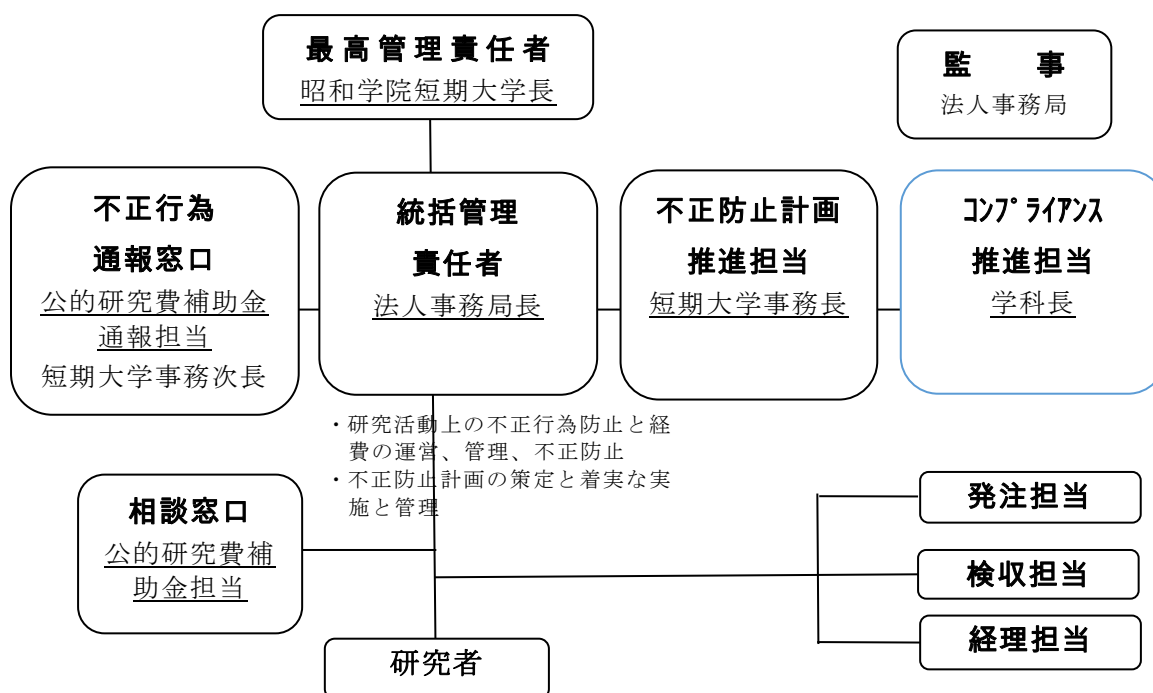 最高管理責任者
昭和学院短期大学長
監　事
法人事務局
不正行為
通報窓口
公的研究費補助金
通報担当
短期大学事務次長
統括管理
責任者
法人事務局長
不正防止計画
推進担当
短期大学事務長
ｺﾝﾌﾟﾗｲｱﾝｽ
推進担当
学科長
・研究活動上の不正行為防止と経
費の運営、管理、不正防止
・不正防止計画の策定と着実な実
施と管理
相談窓口
公的研究費補
助金担当
発注担当
検収担当
経理担当
研究者